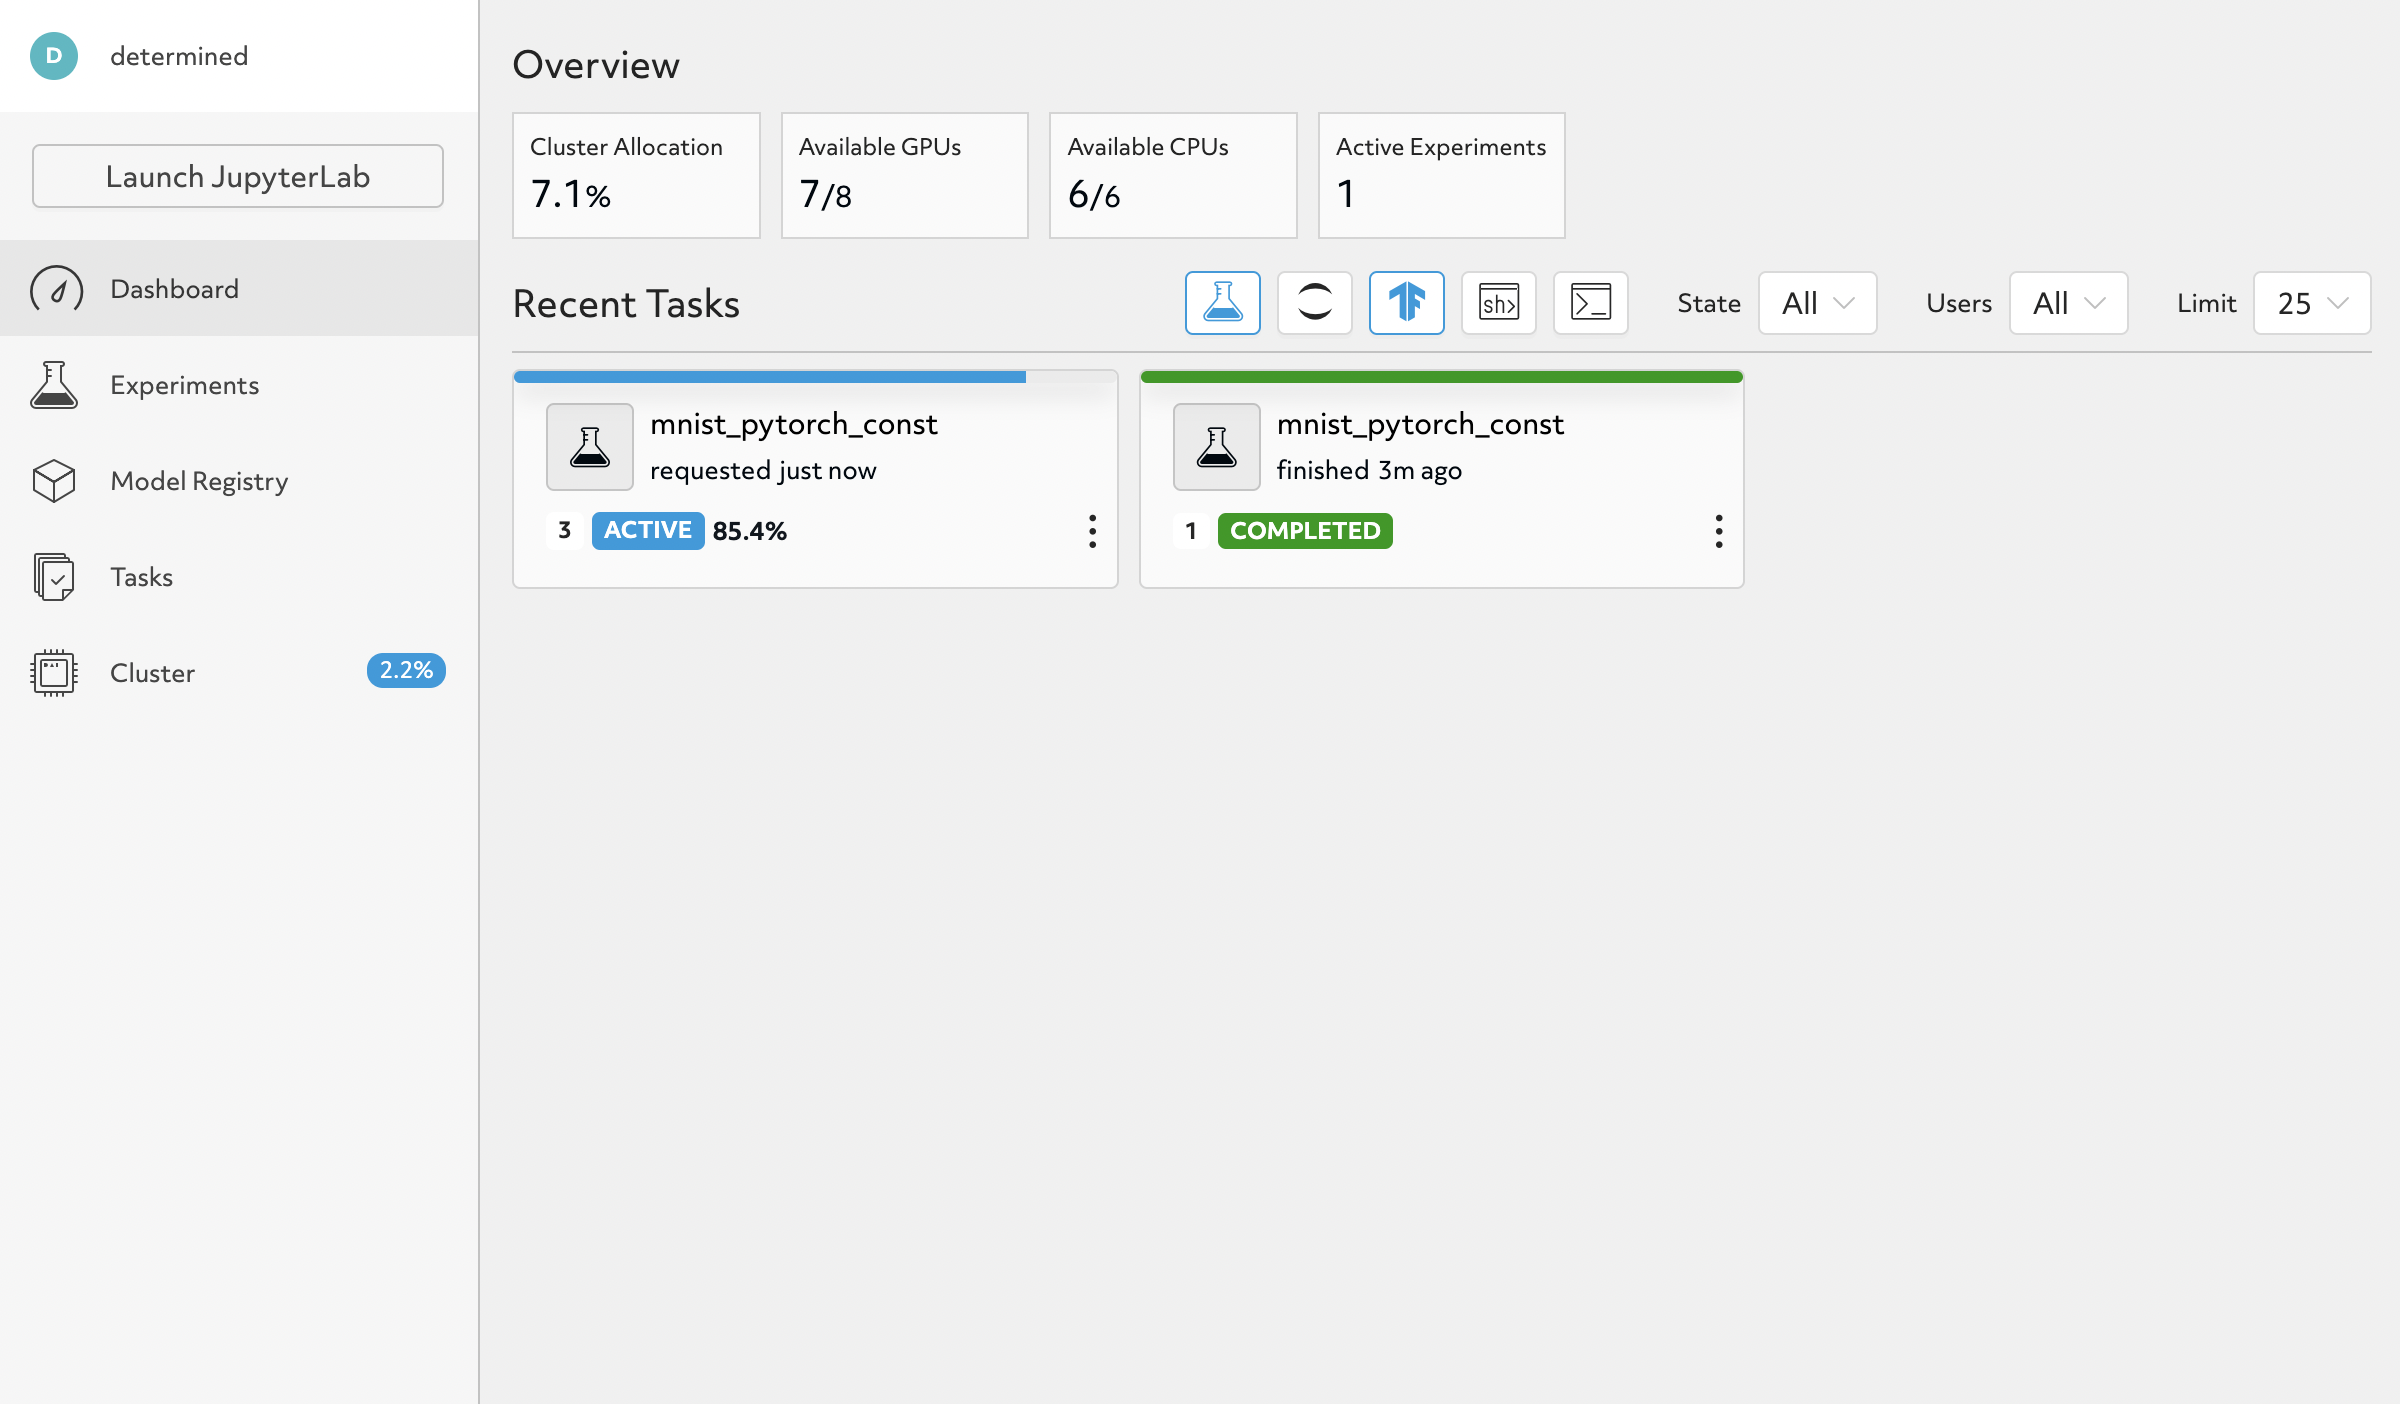 D determined
Launch JupyterLab
Dashboard
Experiments
Model Registry
Tasks
Cluster 2.2%
Overview
Cluster Allocation
7.1%
Available GPUs
7/8
Available CPUs
6/6
Active Experiments
1
Recent Tasks
sh>
>_
State All
Users All
Limit 25
mnist_pytorch_const
requested just now
3 ACTIVE 85.4%
mnist_pytorch_const
finished 3m ago
1 COMPLETED